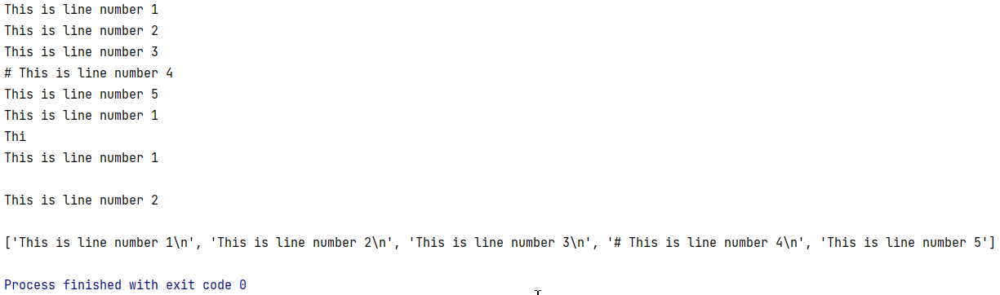 This is line number 1
This is line number 2
This is line number 3
# This is line number 4
This is line number 5
This is line number 1
Thi
This is line number 1
This is line number 2
['This is line number 1\n', 'This is line number 2\n', 'This is line number 3\n', '# This is line number 4\n', 'This is line number 5']
Process finished with exit code 0